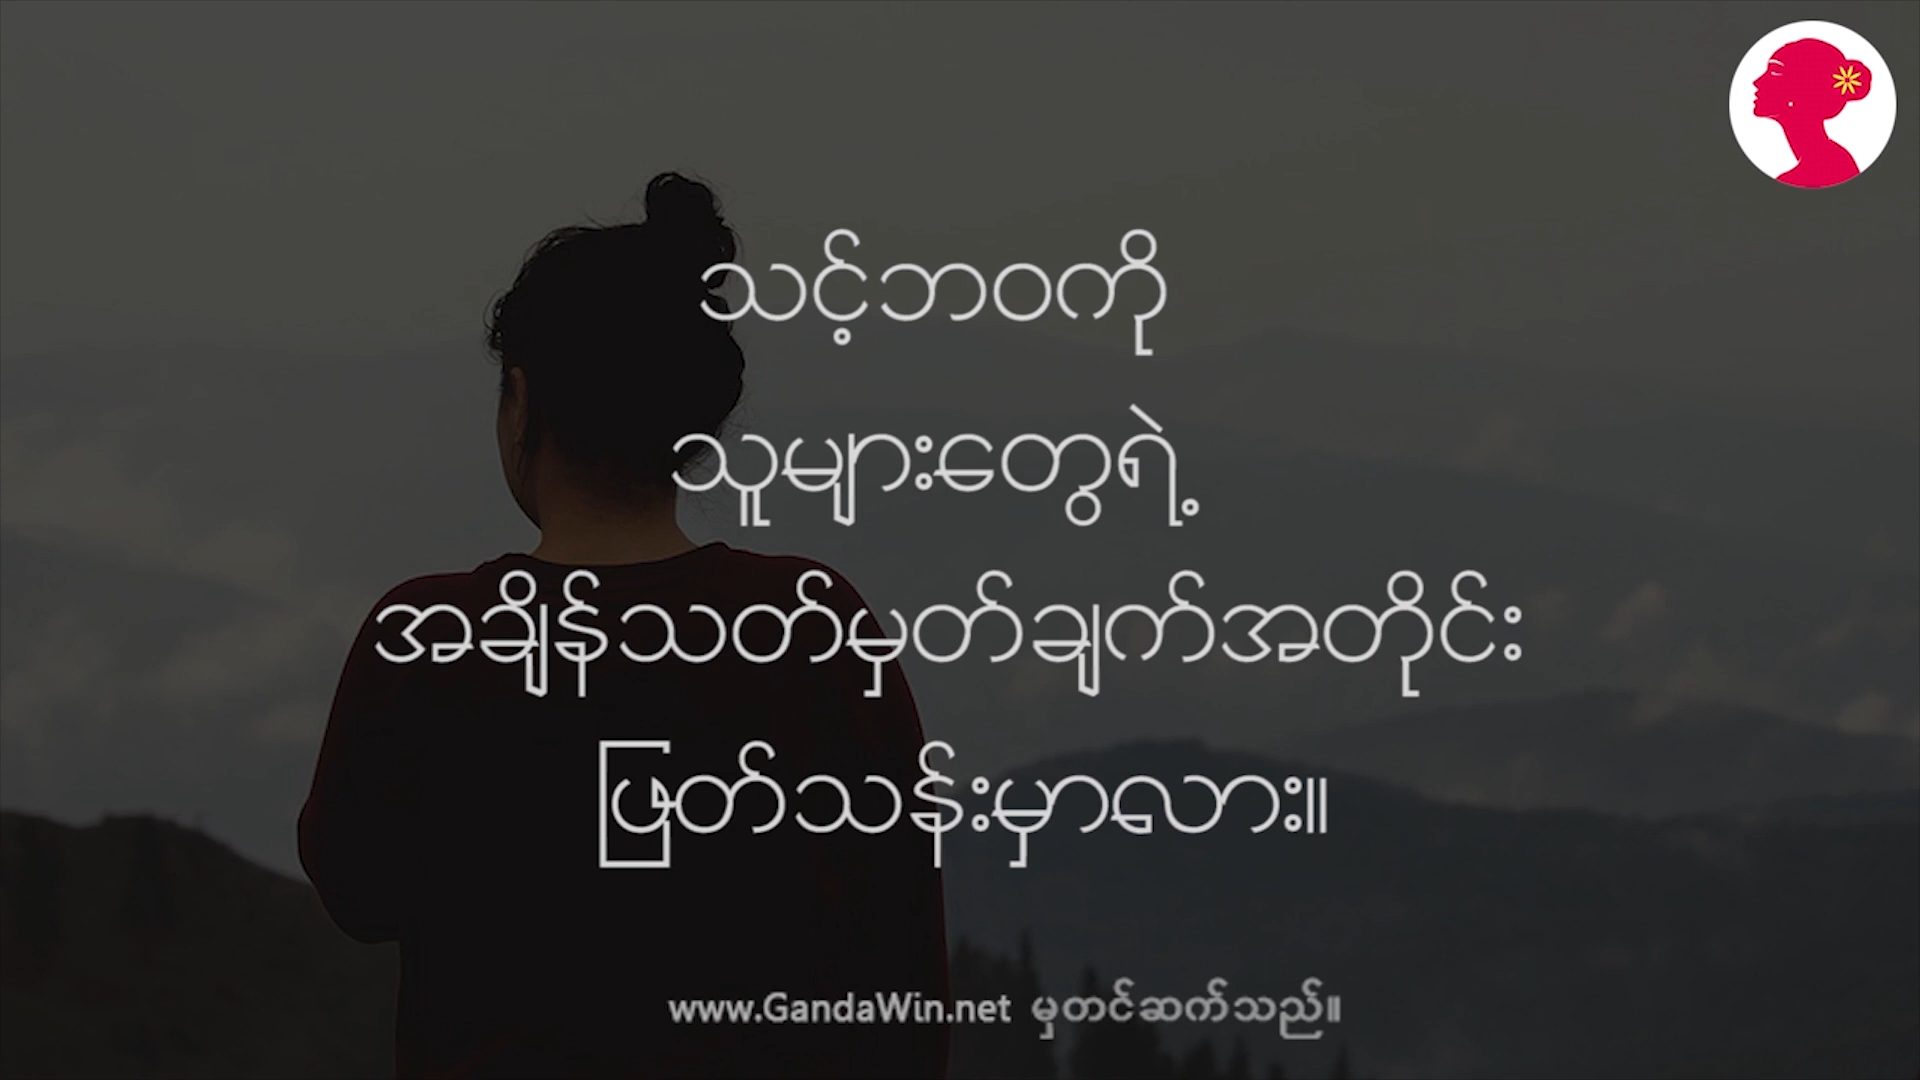 သင့်ဘဝကို
သူများတွေရဲ့
အချိန်သတ်မှတ်ချက်အတိုင်း
ဖြတ်သန်းမှာလား။
www.GandaWin.net မှတင်ဆက်သည်။